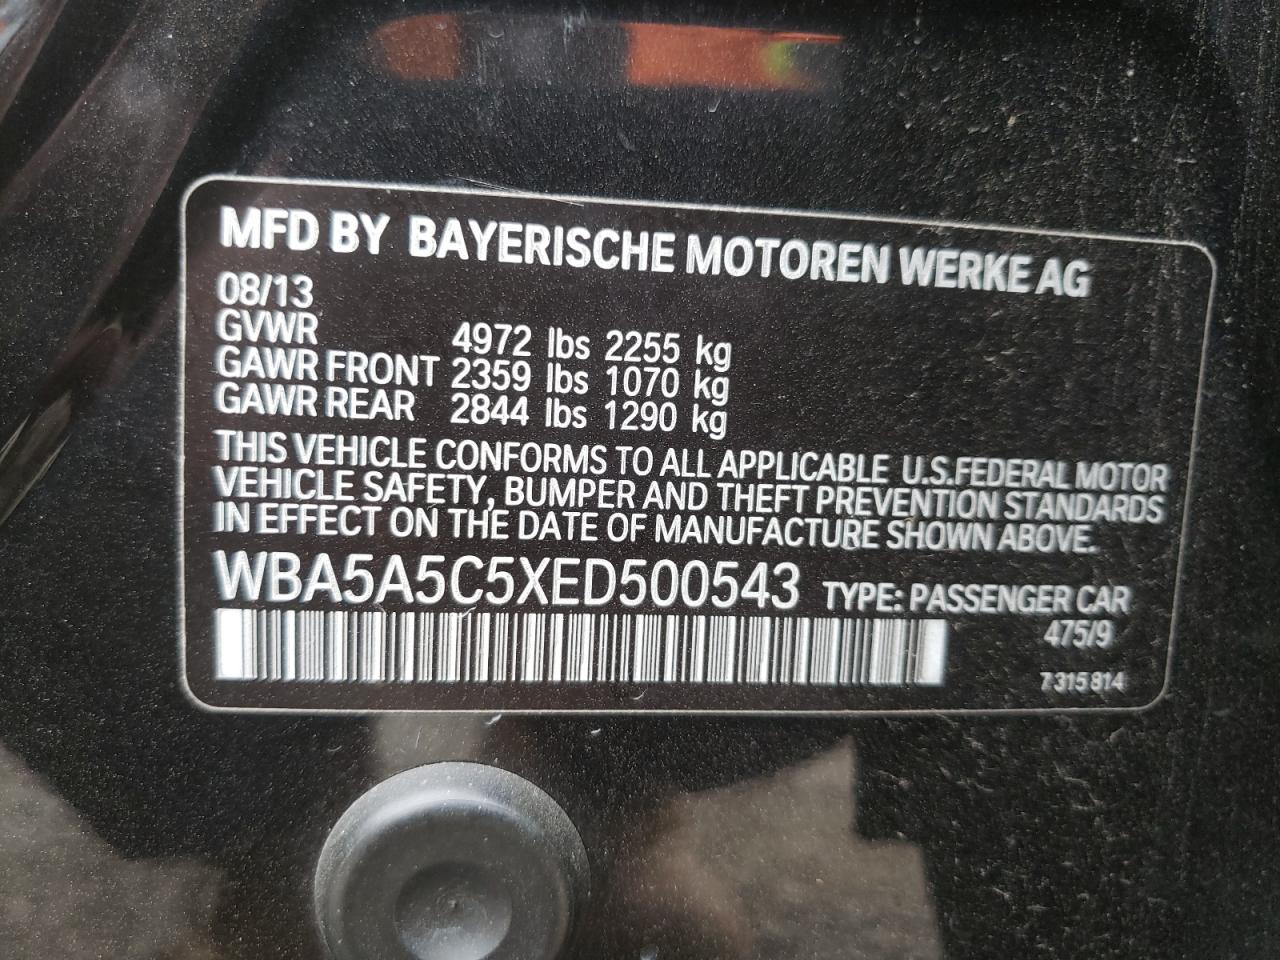 MFD BY BAYERISCHE MOTOREN WERKE AG
08/13
GVWR 4972 lbs 2255 kg
GAWR FRONT 2359 lbs 1070 kg
GAWR REAR 2844 lbs 1290 kg
THIS VEHICLE CONFORMS TO ALL APPLICABLE U.S.FEDERAL MOTOR
VEHICLE SAFETY, BUMPER AND THEFT PREVENTION STANDARDS
IN EFFECT ON THE DATE OF MANUFACTURE SHOWN ABOVE.
WBA5A5C5XED500543 TYPE: PASSENGER CAR
475/9
7 315 814